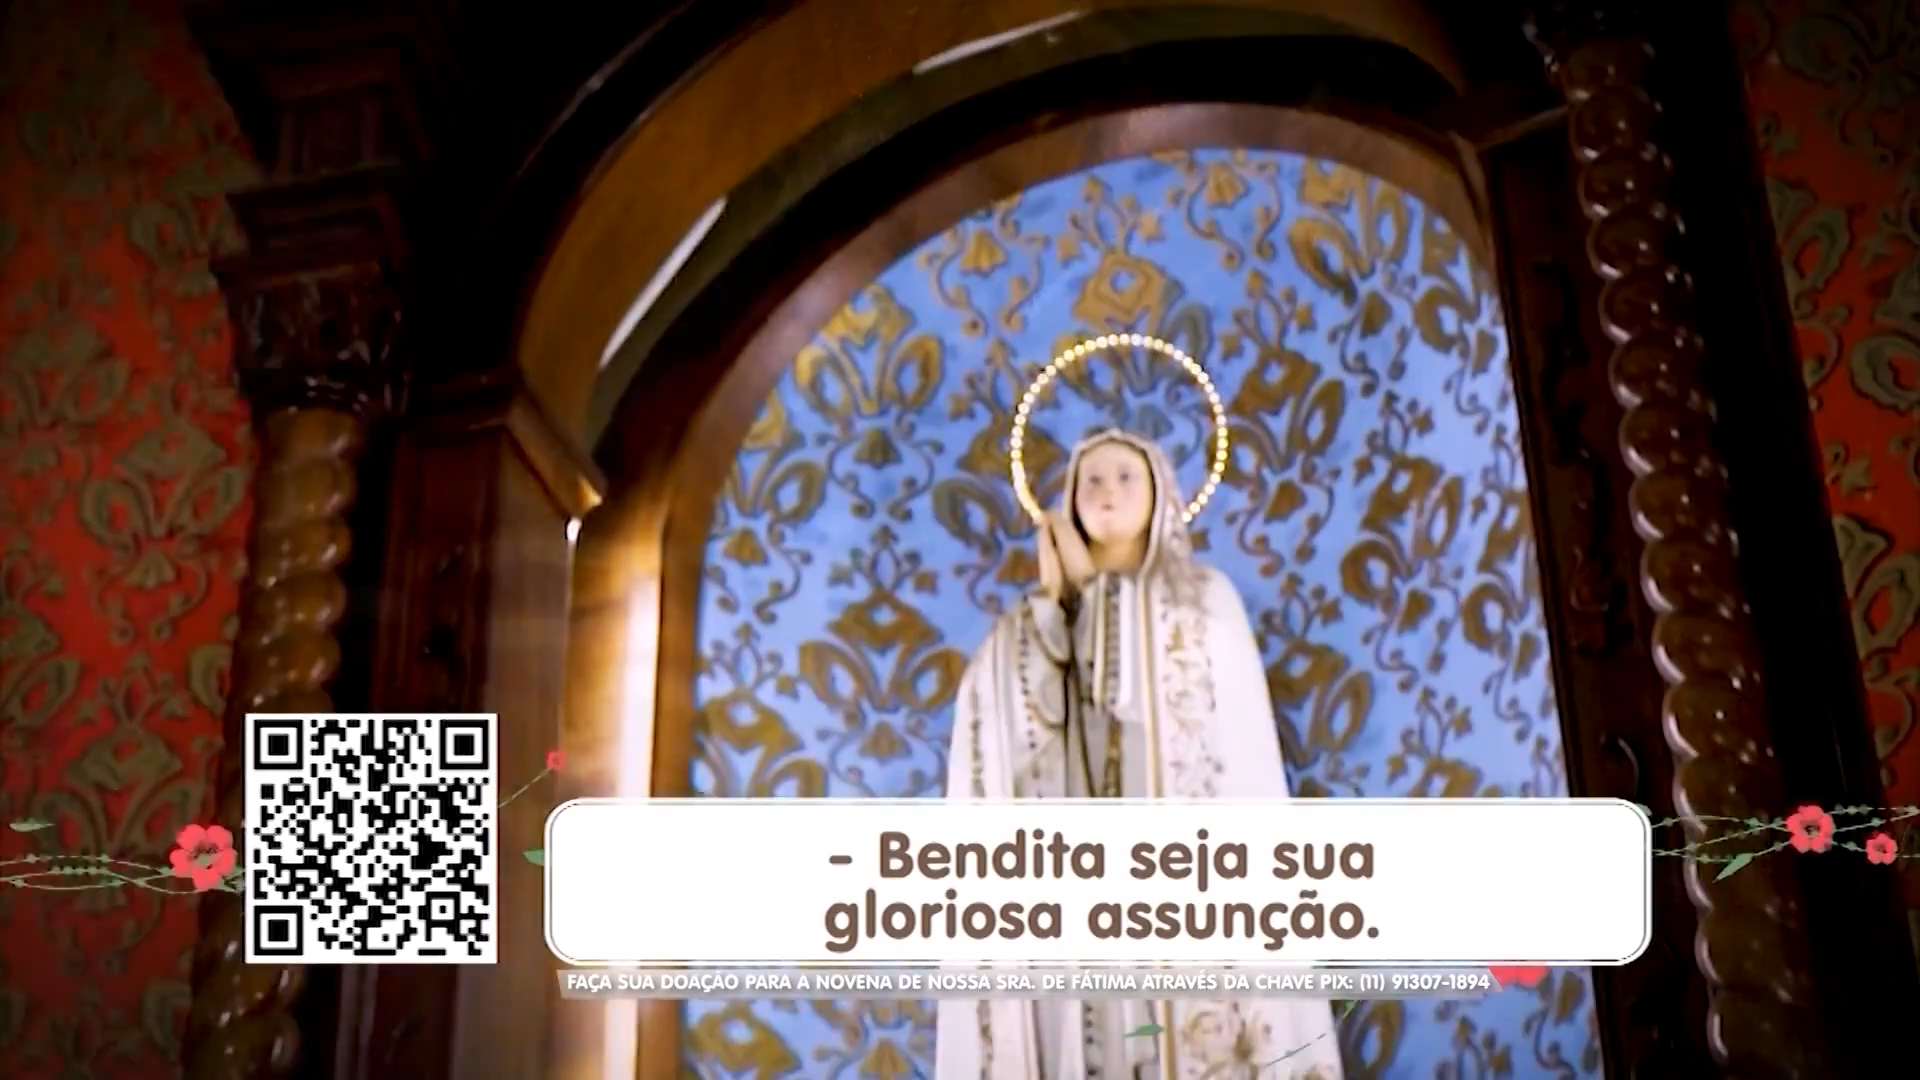 - Bendita seja sua
gloriosa assunção.
FAÇA SUA DOAÇÃO PARA A NOVENA DE NOSSA SRA. DE FÁTIMA ATRAVÉS DA CHAVE PIX: (11) 91307-1894